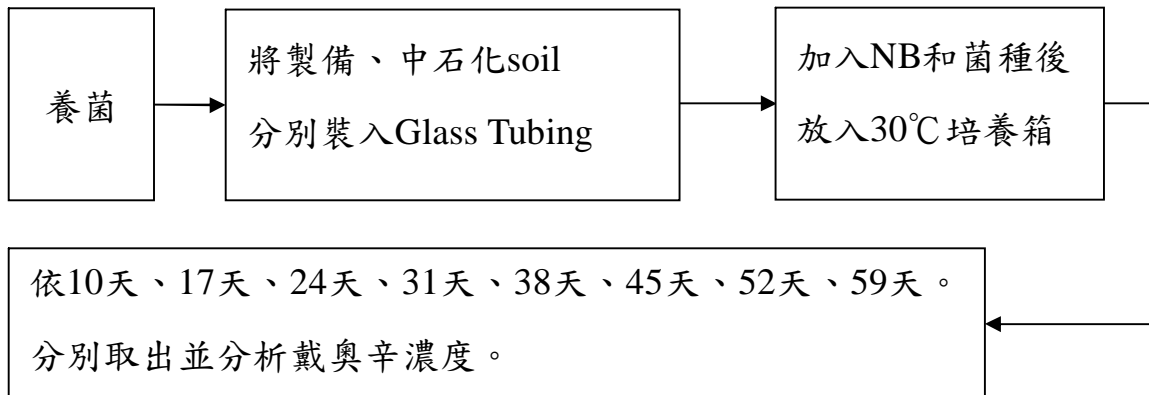 養菌
將製備、中石化soil
分別裝入Glass Tubing
加入NB和菌種後
放入30℃培養箱
依10天、17天、24天、31天、38天、45天、52天、59天。
分別取出並分析戴奧辛濃度。